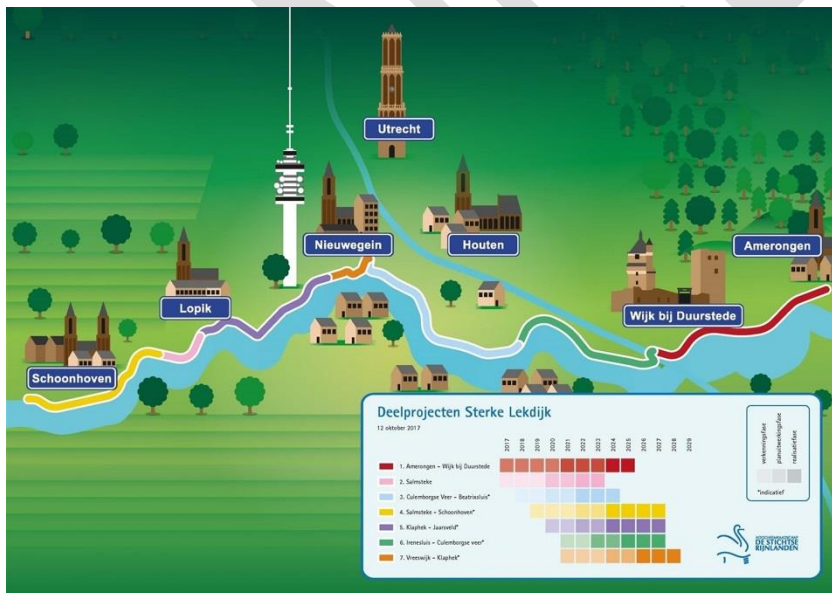 Utrecht
Nieuwegein
Houten
Amerongen
Lopik
Wijk bij Duurstede
Schoonhoven
Deelprojecten Sterke Lekdijk
12 oktober 2017
2017 2018 2019 2020 2021 2022 2023 2024 2025 2026 2027 2028 2029
1. Amerongen - Wijk bij Duurstede
2. Salmsteke
3. Culemborgse Veer - Beatrixsluis*
4. Salmsteke - Schoonhoven*
5. Klaphek - Jaarsveld*
6. Irenesluis - Culemborgse veer*
7. Vreeswijk - Klaphek*
verkenningsfase
planuitwerkingsfase
realisatiefase
*indicatief
HOOGHEEMRAADSCHAP
DE STICHTSE
RIJNLANDEN